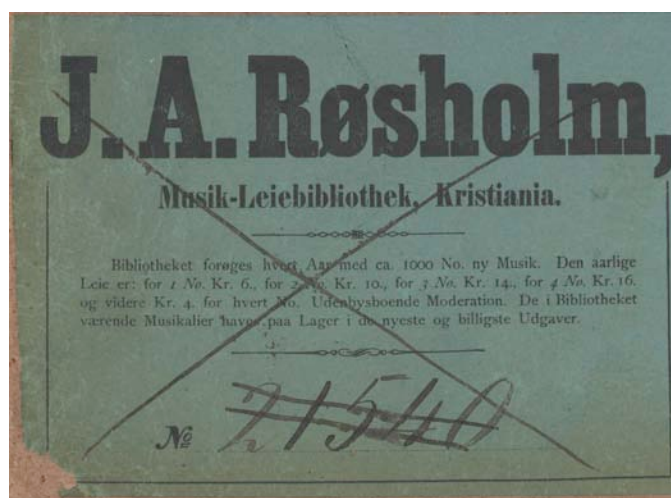 J. A. Røsholm,
Musik-Leiebibliothek, Kristiania.
Bibliotheket forøges hvert Aar med ca. 1000 No. ny Musik. Den aarlige
Leie er: for 1 No. Kr. 6., for 2 No. Kr. 10., for 3 No. Kr. 14., for 4 No. Kr. 16.
og videre Kr. 4. for hvert No. Udenbysboende Moderation. De i Bibliotheket
værende Musikalier haves paa Lager i de nyeste og billigste Udgaver.
№ 21540